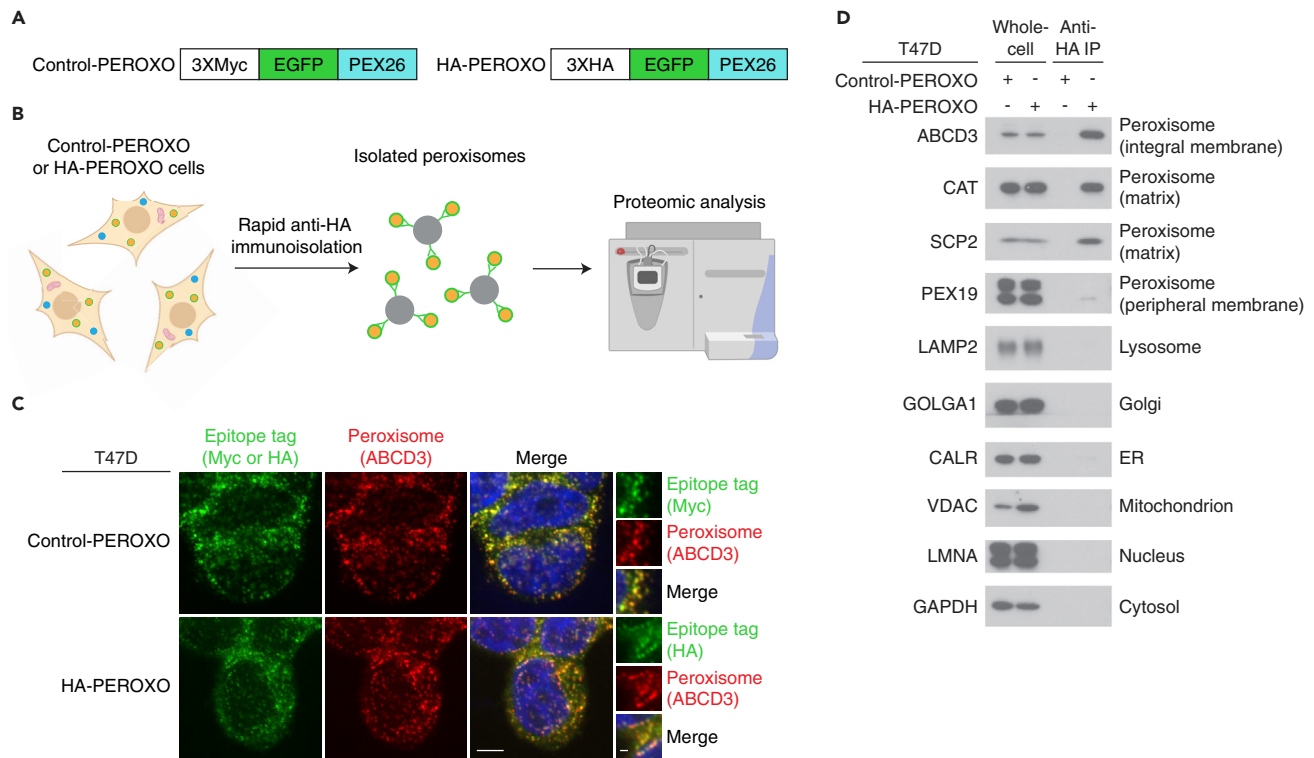 A
Control-PEROXO 3XMyc EGFP PEX26 HA-PEROXO 3XHA EGFP PEX26
B
Control-PEROXO
or HA-PEROXO cells
Rapid anti-HA
immunoisolation
Isolated peroxisomes
Proteomic analysis
C
T47D
Epitope tag
(Myc or HA)
Peroxisome
(ABCD3)
Merge
Control-PEROXO
Epitope tag
(Myc)
Peroxisome
(ABCD3)
Merge
HA-PEROXO
Epitope tag
(HA)
Peroxisome
(ABCD3)
Merge
D
T47D
Whole-
cell
Anti-
HA IP
Control-PEROXO + - + -
HA-PEROXO - + - +
ABCD3 Peroxisome
(integral membrane)
CAT Peroxisome
(matrix)
SCP2 Peroxisome
(matrix)
PEX19 Peroxisome
(peripheral membrane)
LAMP2 Lysosome
GOLGA1 Golgi
CALR ER
VDAC Mitochondrion
LMNA Nucleus
GAPDH Cytosol